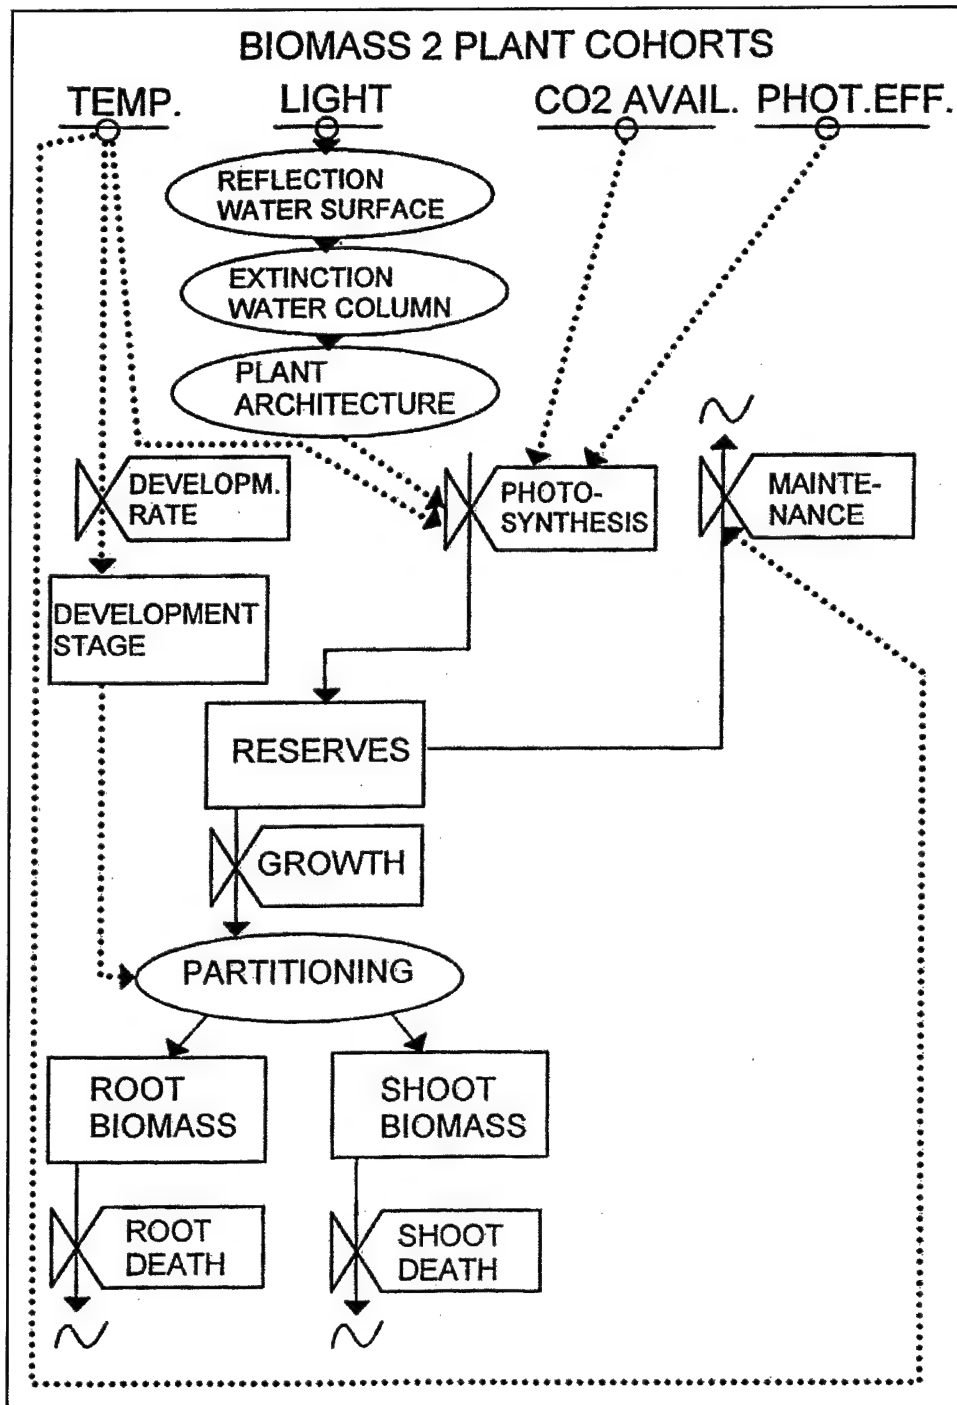 BIOMASS 2 PLANT COHORTS
TEMP.
LIGHT
CO2 AVAIL.
PHOT.EFF.
REFLECTION
WATER SURFACE
EXTINCTION
WATER COLUMN
PLANT
ARCHITECTURE
DEVELOPM.
RATE
PHOTO-
SYNTHESIS
MAINTE-
NANCE
DEVELOPMENT
STAGE
RESERVES
GROWTH
PARTITIONING
ROOT
BIOMASS
SHOOT
BIOMASS
ROOT
DEATH
SHOOT
DEATH